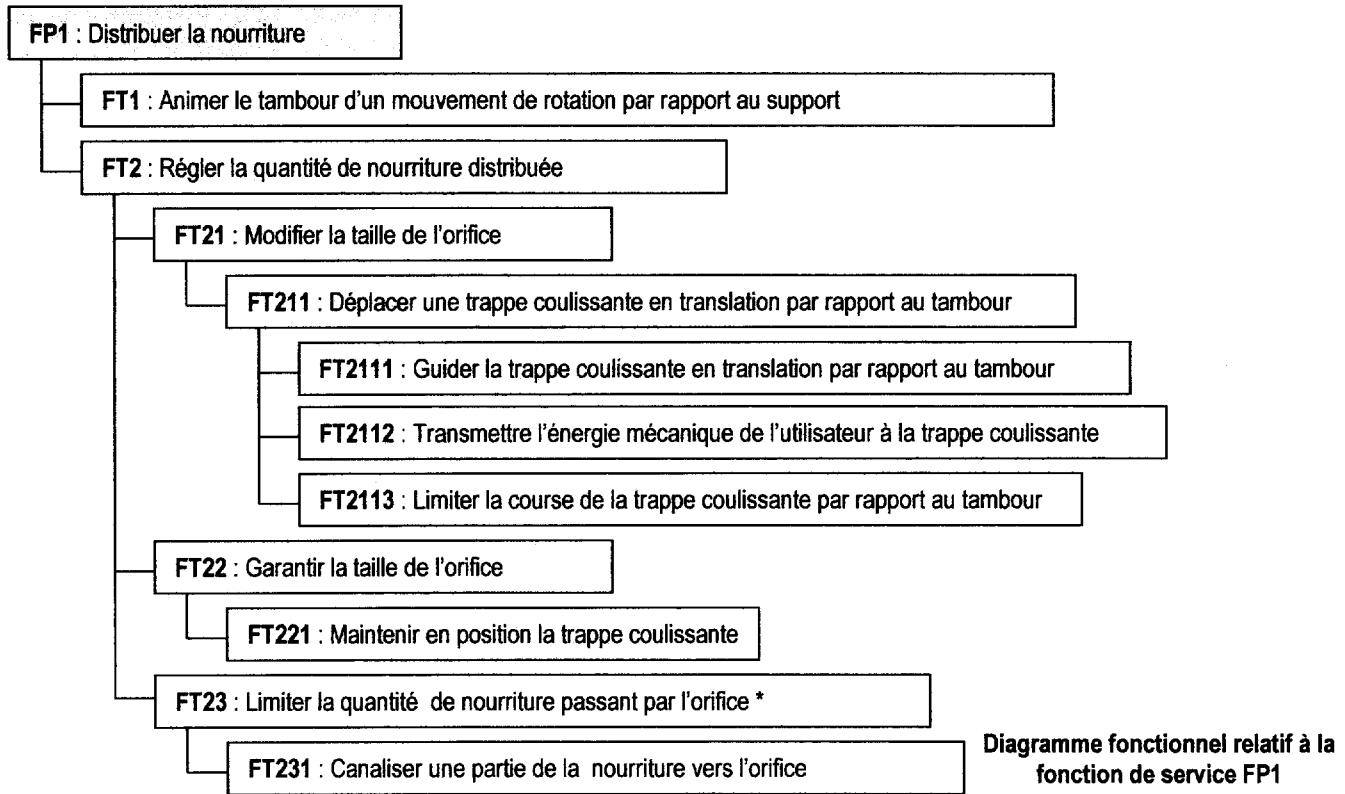 FP1 : Distribuer la nourriture
FT1 : Animer le tambour d'un mouvement de rotation par rapport au support
FT2 : Régler la quantité de nourriture distribuée
FT21 : Modifier la taille de l'orifice
FT211 : Déplacer une trappe coulissante en translation par rapport au tambour
FT2111 : Guider la trappe coulissante en translation par rapport au tambour
FT2112 : Transmettre l'énergie mécanique de l'utilisateur à la trappe coulissante
FT2113 : Limiter la course de la trappe coulissante par rapport au tambour
FT22 : Garantir la taille de l'orifice
FT221 : Maintenir en position la trappe coulissante
FT23 : Limiter la quantité de nourriture passant par l'orifice *
FT231 : Canaliser une partie de la nourriture vers l'orifice
Diagramme fonctionnel relatif à la
fonction de service FP1